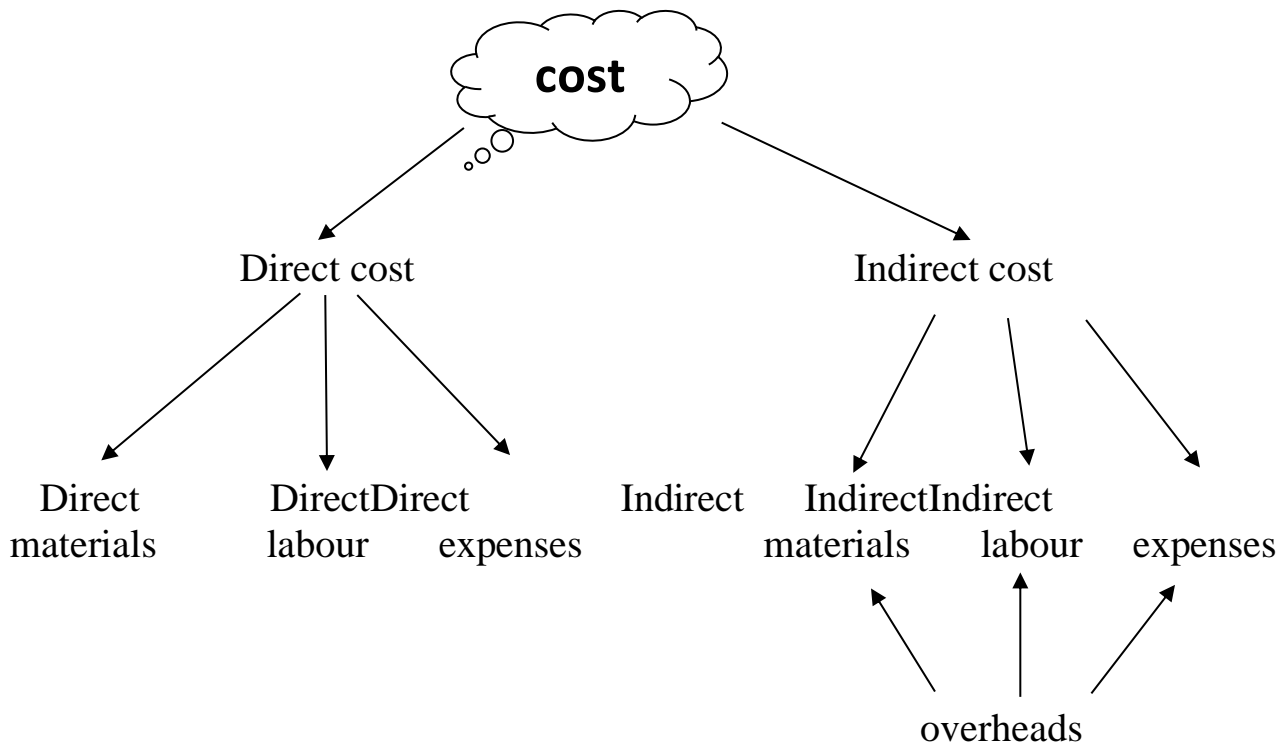 cost
Direct cost Indirect cost
Direct DirectDirect Indirect IndirectIndirect
materials labour expenses materials labour expenses
overheads